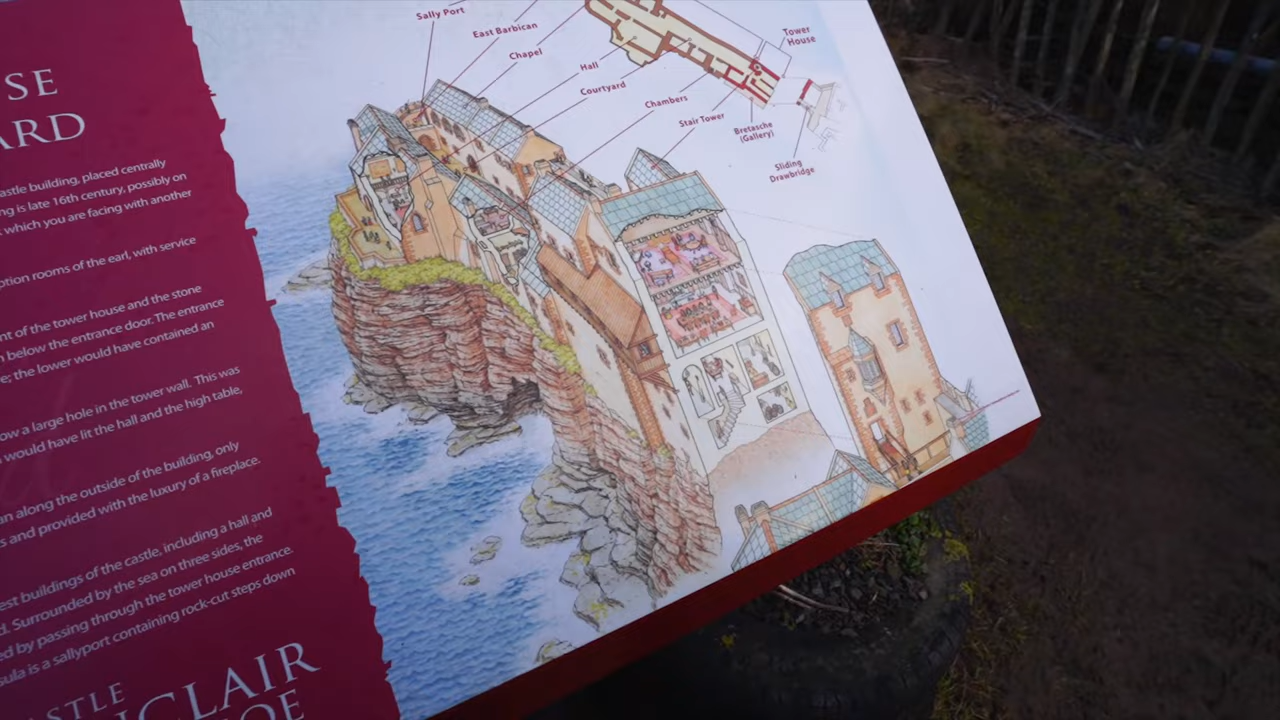 SE
ARD
astle building, placed centrally
ng is late 16th century, possibly on
t which you are facing with another
ption rooms of the earl, with service
nt of the tower house and the stone
n below the entrance door. The entrance
e; the lower would have contained an
ow a large hole in the tower wall. This was
would have lit the hall and the high table,
an along the outside of the building, only
s and provided with the luxury of a fireplace.
est buildings of the castle, including a hall and
d. Surrounded by the sea on three sides, the
ed by passing through the tower house entrance.
sula is a sallyport containing rock-cut steps down
ASTLE
NCLAIR
GOE
Sally Port
East Barbican
Chapel
Hall
Courtyard
Chambers
Stair Tower
Bretasche
(Gallery)
Sliding
Drawbridge
Tower
House